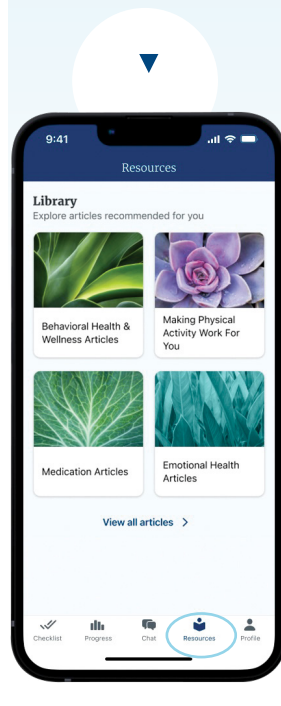 9:41
Resources
Library
Explore articles recommended for you
Behavioral Health &
Wellness Articles
Making Physical
Activity Work For
You
Medication Articles
Emotional Health
Articles
View all articles >
Checklist
Progress
Chat
Resources
Profile